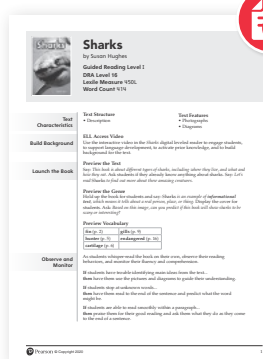 Sharks
Sharks
by Susan Hughes
Guided Reading Level I
DRA Level 16
Lexile Measure 450L
Word Count 414
Text Characteristics
Text Structure
• Description
Text Features
• Photographs
• Diagrams
Build Background
ELL Access Video
Use the interactive video in the Sharks digital leveled reader to engage students,
to support language development, to activate prior knowledge, and to build
background for the text.
Launch the Book
Preview the Text
Say: This book is about different types of sharks, including where they live, and what and
how they eat. Ask students if they already know anything about sharks. Say: Let's
read Sharks to find out more about these amazing creatures.
Preview the Genre
Hold up the book for students and say: Sharks is an example of informational
text, which means it tells about a real person, place, or thing. Display the cover for
students. Ask: Based on this image, can you predict if this book will show sharks to be
scary or interesting?
Preview Vocabulary
fin (p. 2) gills (p. 9)
hunter (p. 5) endangered (p. 16)
cartilage (p. 6)
Observe and Monitor
As students whisper-read the book on their own, observe their reading
behaviors, and monitor their fluency and comprehension.
If students have trouble identifying main ideas from the text…
then have them use the pictures and diagrams to guide their understanding.
If students stop at unknown words…
then have them read to the end of the sentence and predict what the word
might be.
If students are able to read smoothly within a paragraph…
then praise them for their good reading and ask them what they do as they come
to the end of a sentence.
Pearson © Copyright 2020